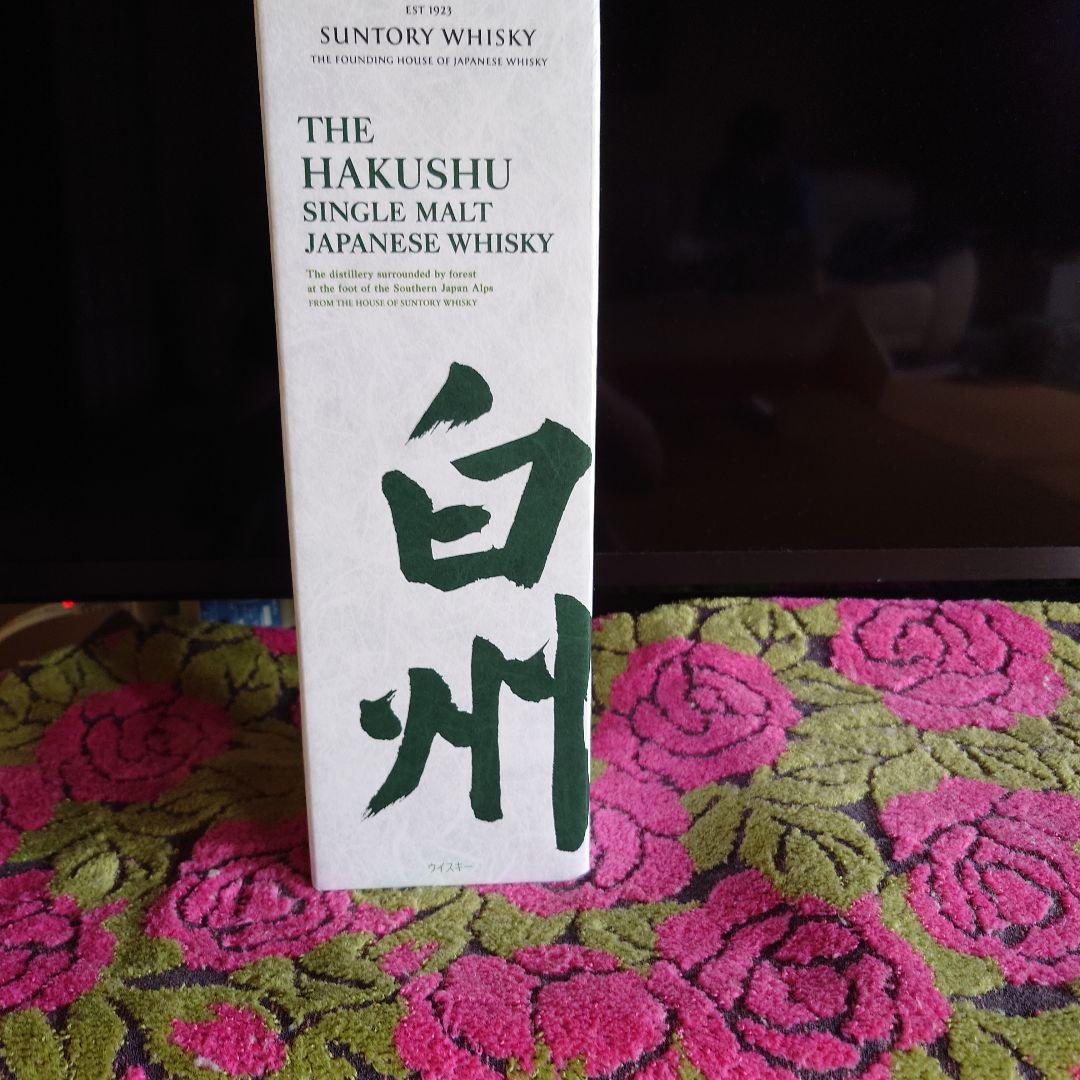 EST 1923
SUNTORY WHISKY
THE FOUNDING HOUSE OF JAPANESE WHISKY
THE
HAKUSHU
SINGLE MALT
JAPANESE WHISKY
The distillery surrounded by forest
at the foot of the Southern Japan Alps
FROM THE HOUSE OF SUNTORY WHISKY
白
州
ウイスキー